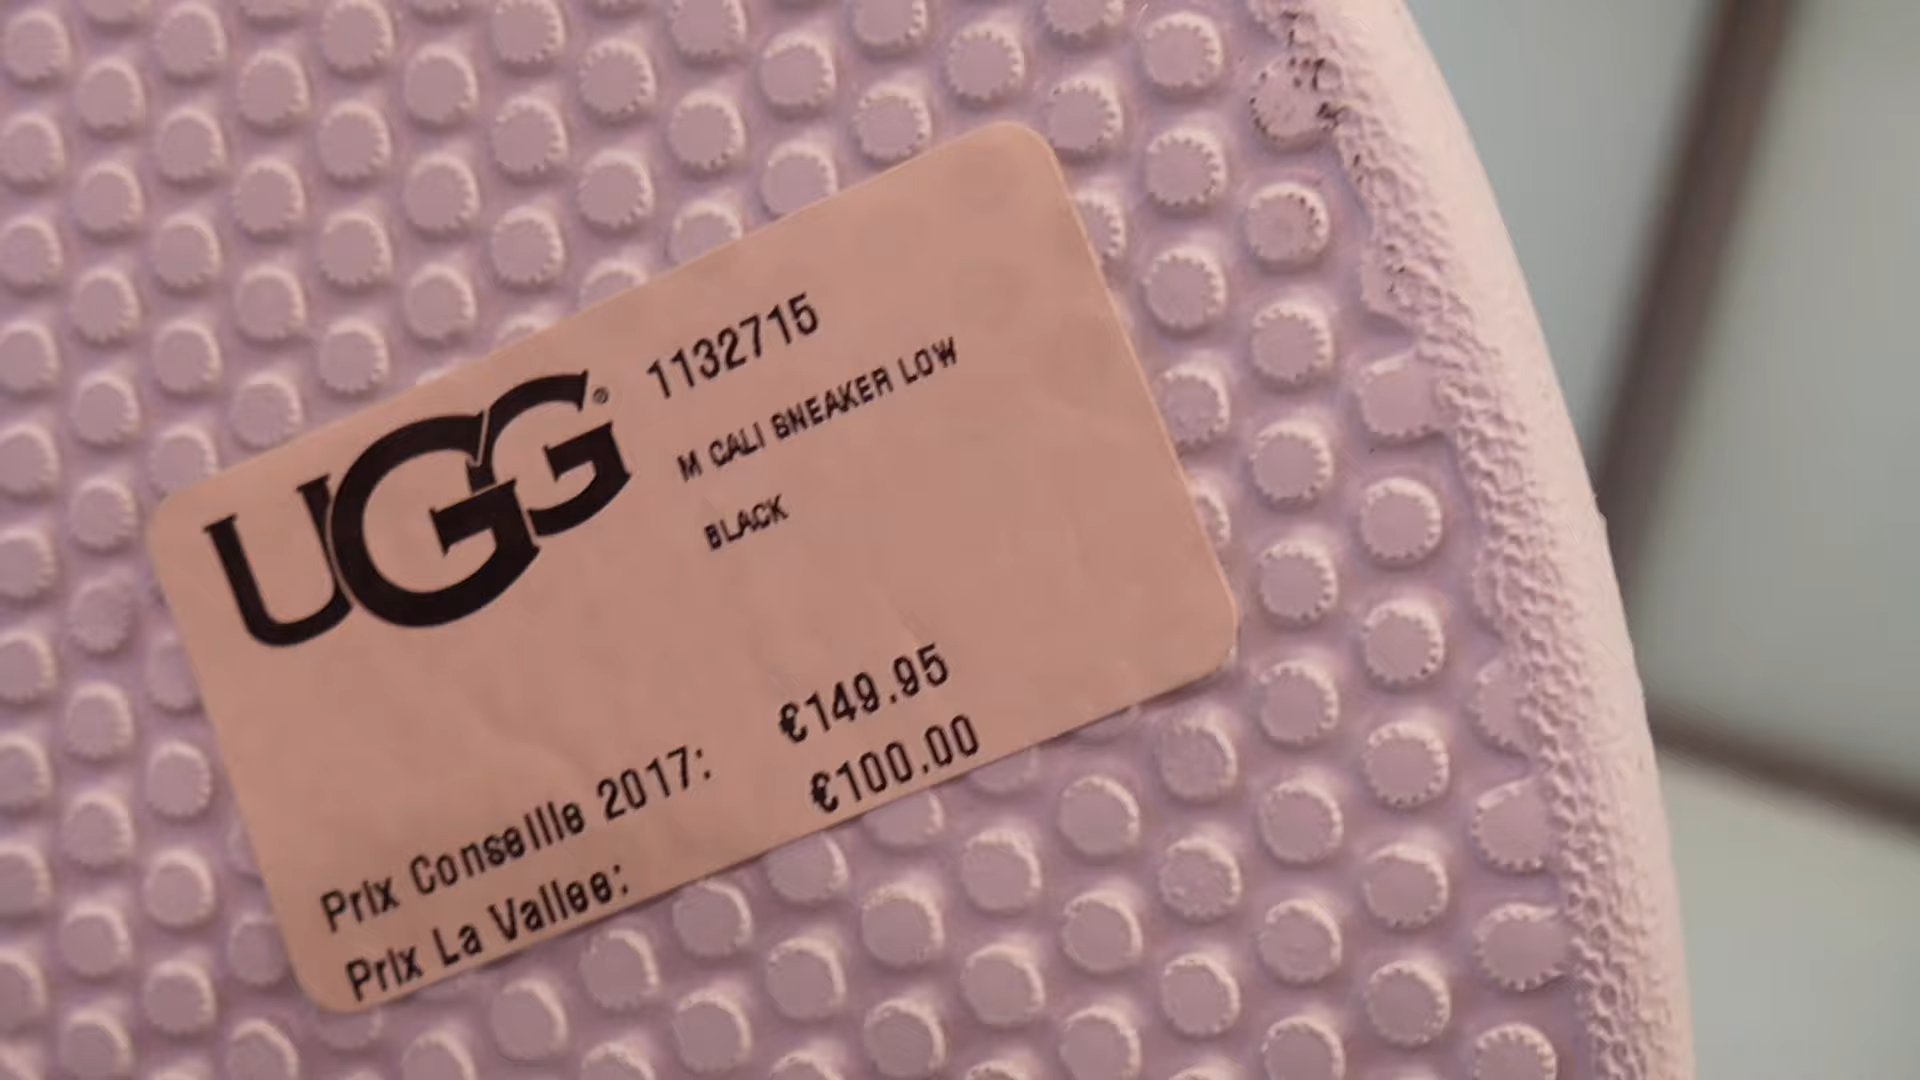 UGG®
1132715
M CALI SNEAKER LOW
BLACK
Prix Conseille 2017: €149.95
Prix La Vallee: €100.00